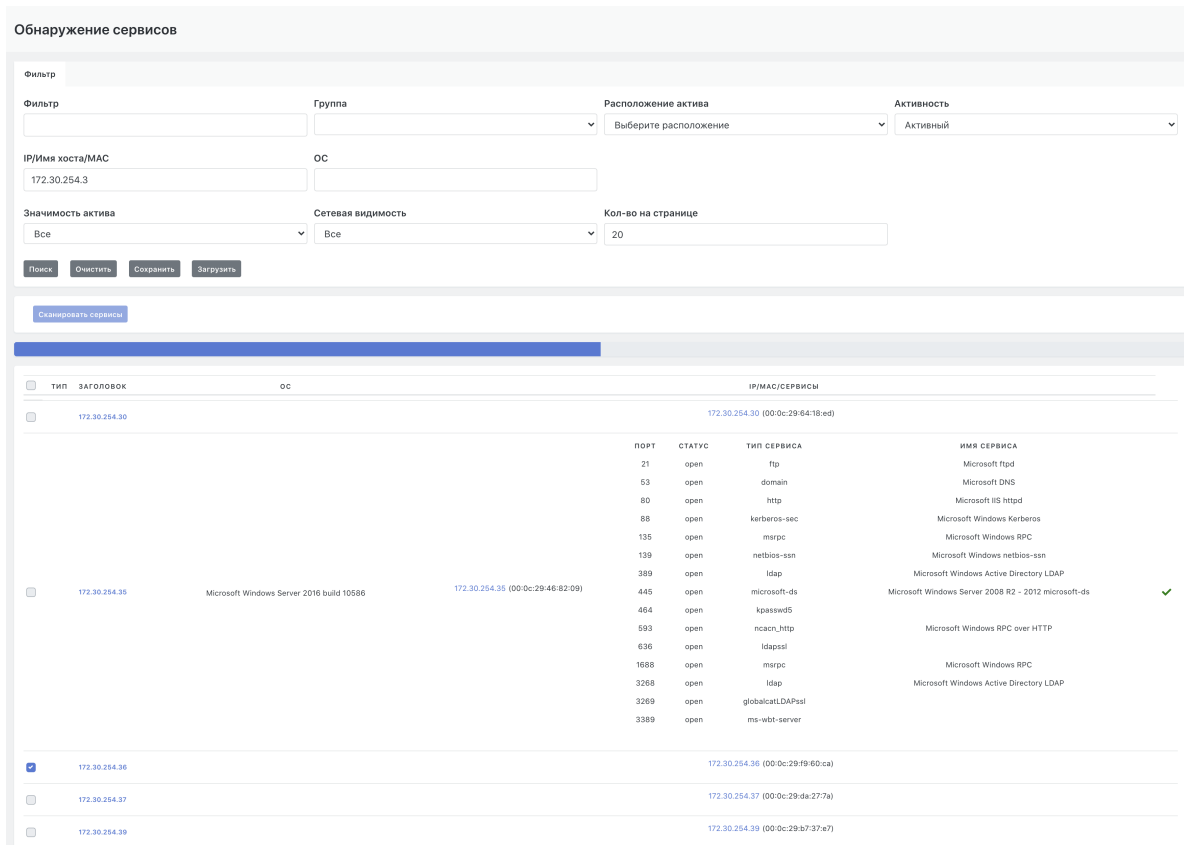 Обнаружение сервисов
Фильтр
Фильтр Группа Расположение актива Активность
Выберите расположение Активный
IP/Имя хоста/MAC ОС
172.30.254.3
Значимость актива Сетевая видимость Кол-во на странице
Все Все 20
Поиск Очистить Сохранить Загрузить
Сканировать сервисы
ТИП ЗАГОЛОВОК ОС IP/MAC/СЕРВИСЫ
172.30.254.30 172.30.254.30 (00:0c:29:64:18:ed)
ПОРТ СТАТУС ТИП СЕРВИСА ИМЯ СЕРВИСА
21 open ftp Microsoft ftpd
53 open domain Microsoft DNS
80 open http Microsoft IIS httpd
88 open kerberos-sec Microsoft Windows Kerberos
135 open msrpc Microsoft Windows RPC
139 open netbios-ssn Microsoft Windows netbios-ssn
389 open ldap Microsoft Windows Active Directory LDAP
172.30.254.35 Microsoft Windows Server 2016 build 10586 172.30.254.35 (00:0c:29:46:82:09) 445 open microsoft-ds Microsoft Windows Server 2008 R2 - 2012 microsoft-ds
464 open kpasswd5
593 open ncacn_http Microsoft Windows RPC over HTTP
636 open ldapssl
1688 open msrpc Microsoft Windows RPC
3268 open ldap Microsoft Windows Active Directory LDAP
3269 open globalcatLDAPssl
3389 open ms-wbt-server
172.30.254.36 172.30.254.36 (00:0c:29:f9:60:ca)
172.30.254.37 172.30.254.37 (00:0c:29:da:27:7a)
172.30.254.39 172.30.254.39 (00:0c:29:b7:37:e7)